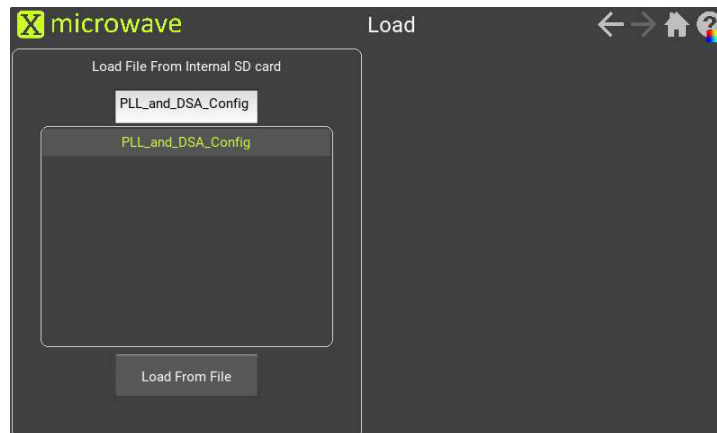 X microwave
Load
?
Load File From Internal SD card
PLL_and_DSA_Config
PLL_and_DSA_Config
Load From File